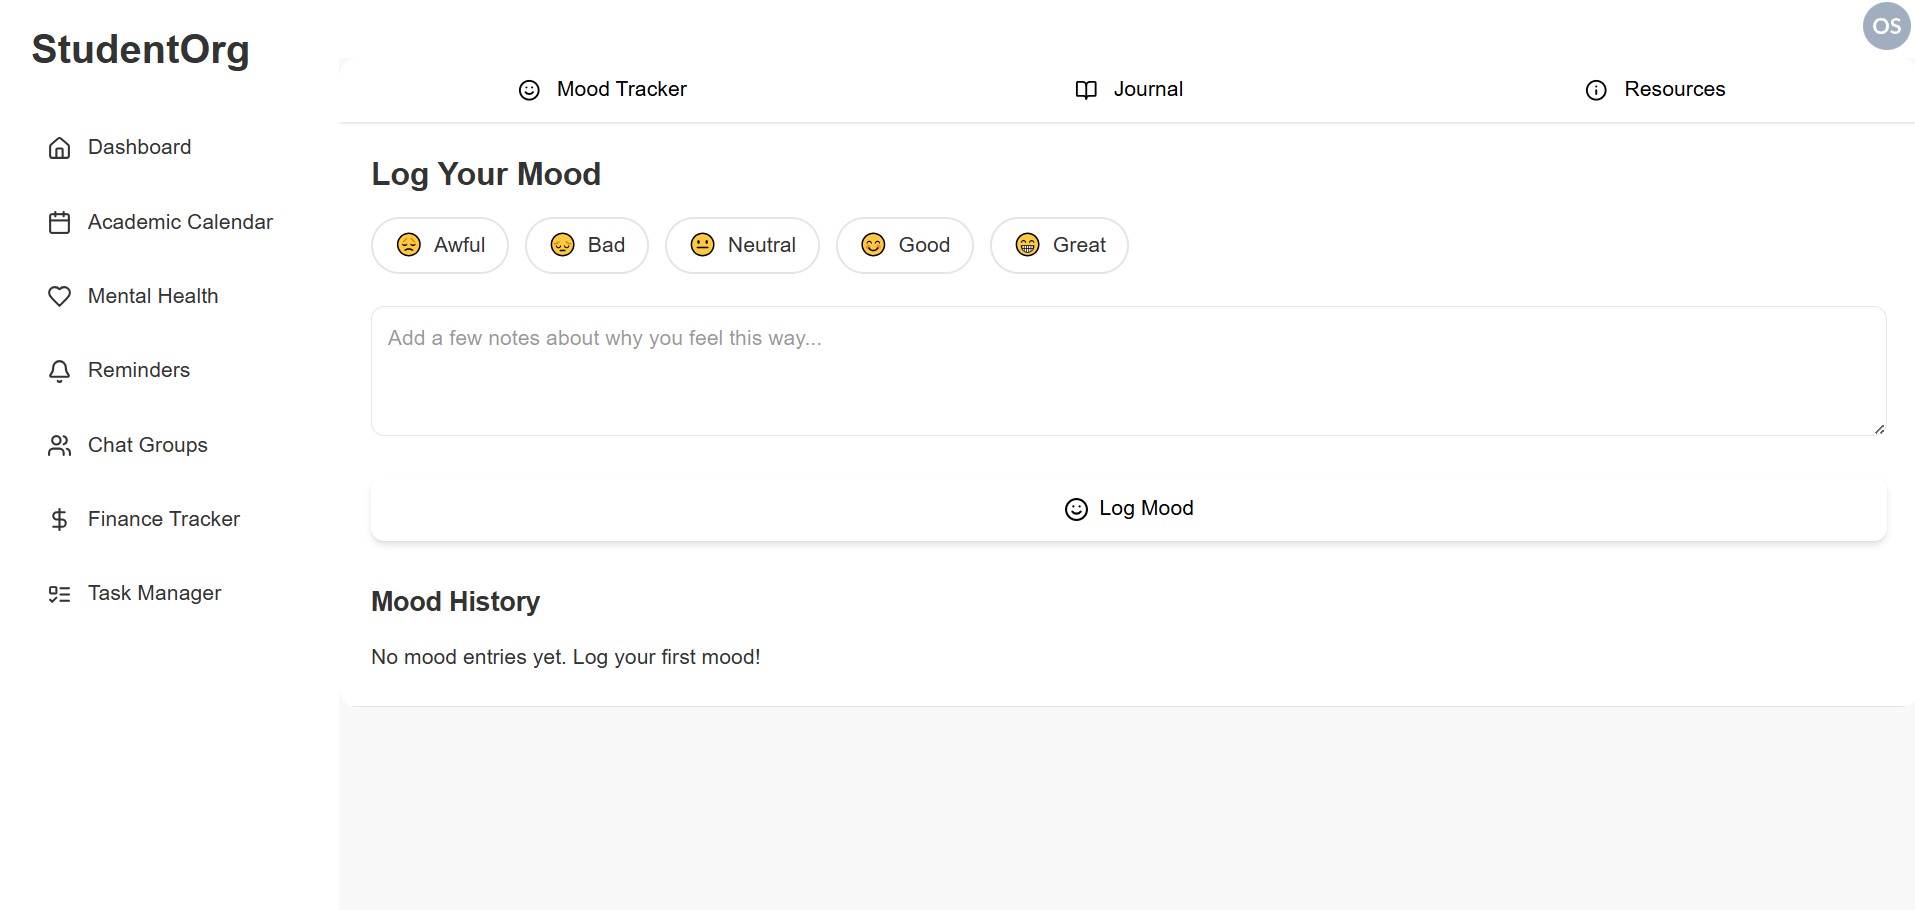 StudentOrg
OS
Dashboard
Academic Calendar
Mental Health
Reminders
Chat Groups
Finance Tracker
Task Manager
Mood Tracker
Journal
Resources
Log Your Mood
Awful
Bad
Neutral
Good
Great
Add a few notes about why you feel this way...
Log Mood
Mood History
No mood entries yet. Log your first mood!